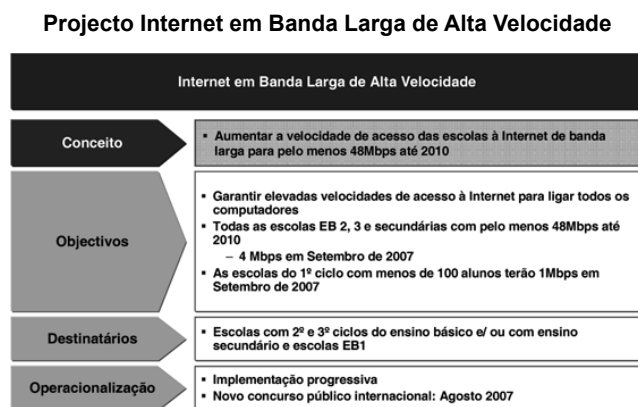 Projecto Internet em Banda Larga de Alta Velocidade
Internet em Banda Larga de Alta Velocidade
Conceito
▪ Aumentar a velocidade de acesso das escolas à Internet de banda
larga para pelo menos 48Mbps até 2010
Objectivos
▪ Garantir elevadas velocidades de acesso à Internet para ligar todos os
computadores
▪ Todas as escolas EB 2, 3 e secundárias com pelo menos 48Mbps até
2010
– 4 Mbps em Setembro de 2007
▪ As escolas do 1º ciclo com menos de 100 alunos terão 1Mbps em
Setembro de 2007
Destinatários
▪ Escolas com 2º e 3º ciclos do ensino básico e/ ou com ensino
secundário e escolas EB1
Operacionalização
▪ Implementação progressiva
▪ Novo concurso público internacional: Agosto 2007